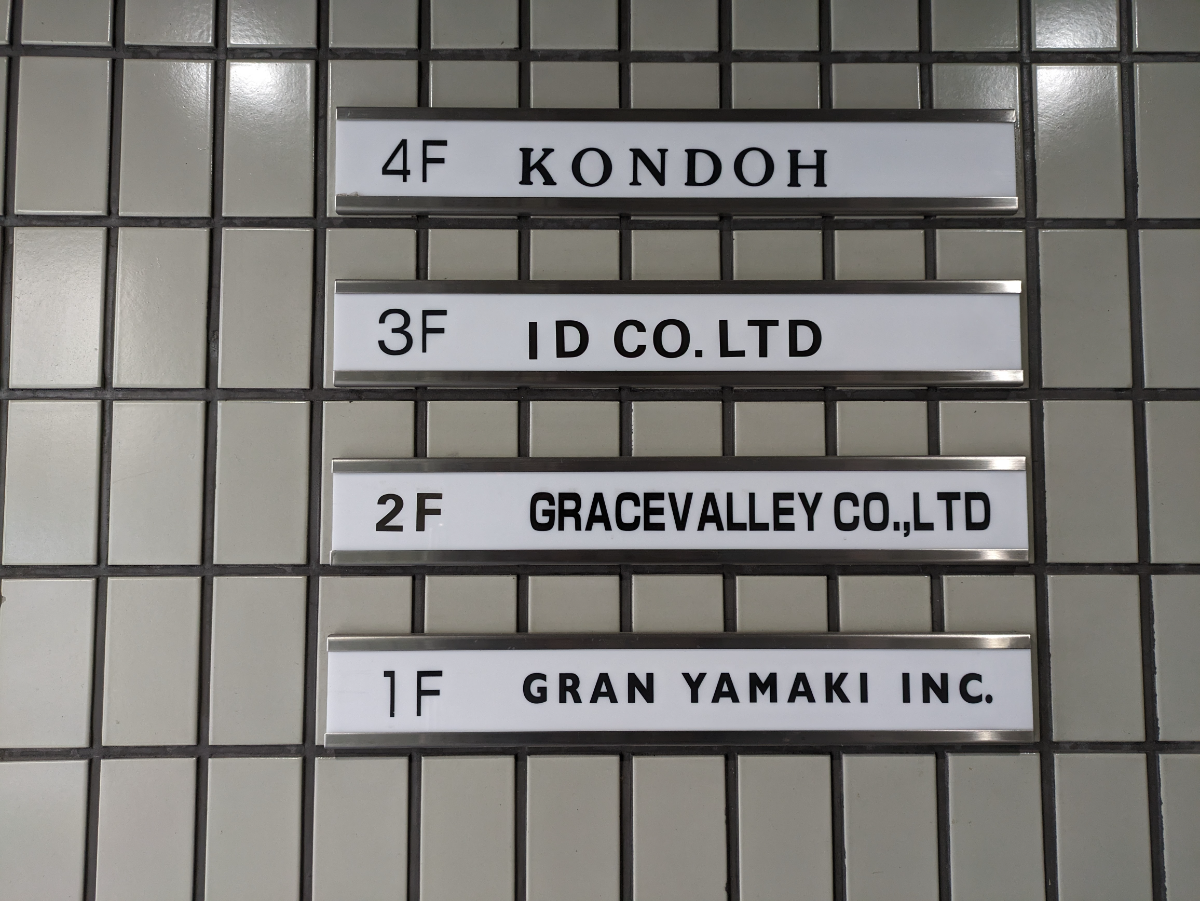 4F KONDOH
3F ID CO.LTD
2F GRACEVALLEY CO.,LTD
1F GRAN YAMAKI INC.